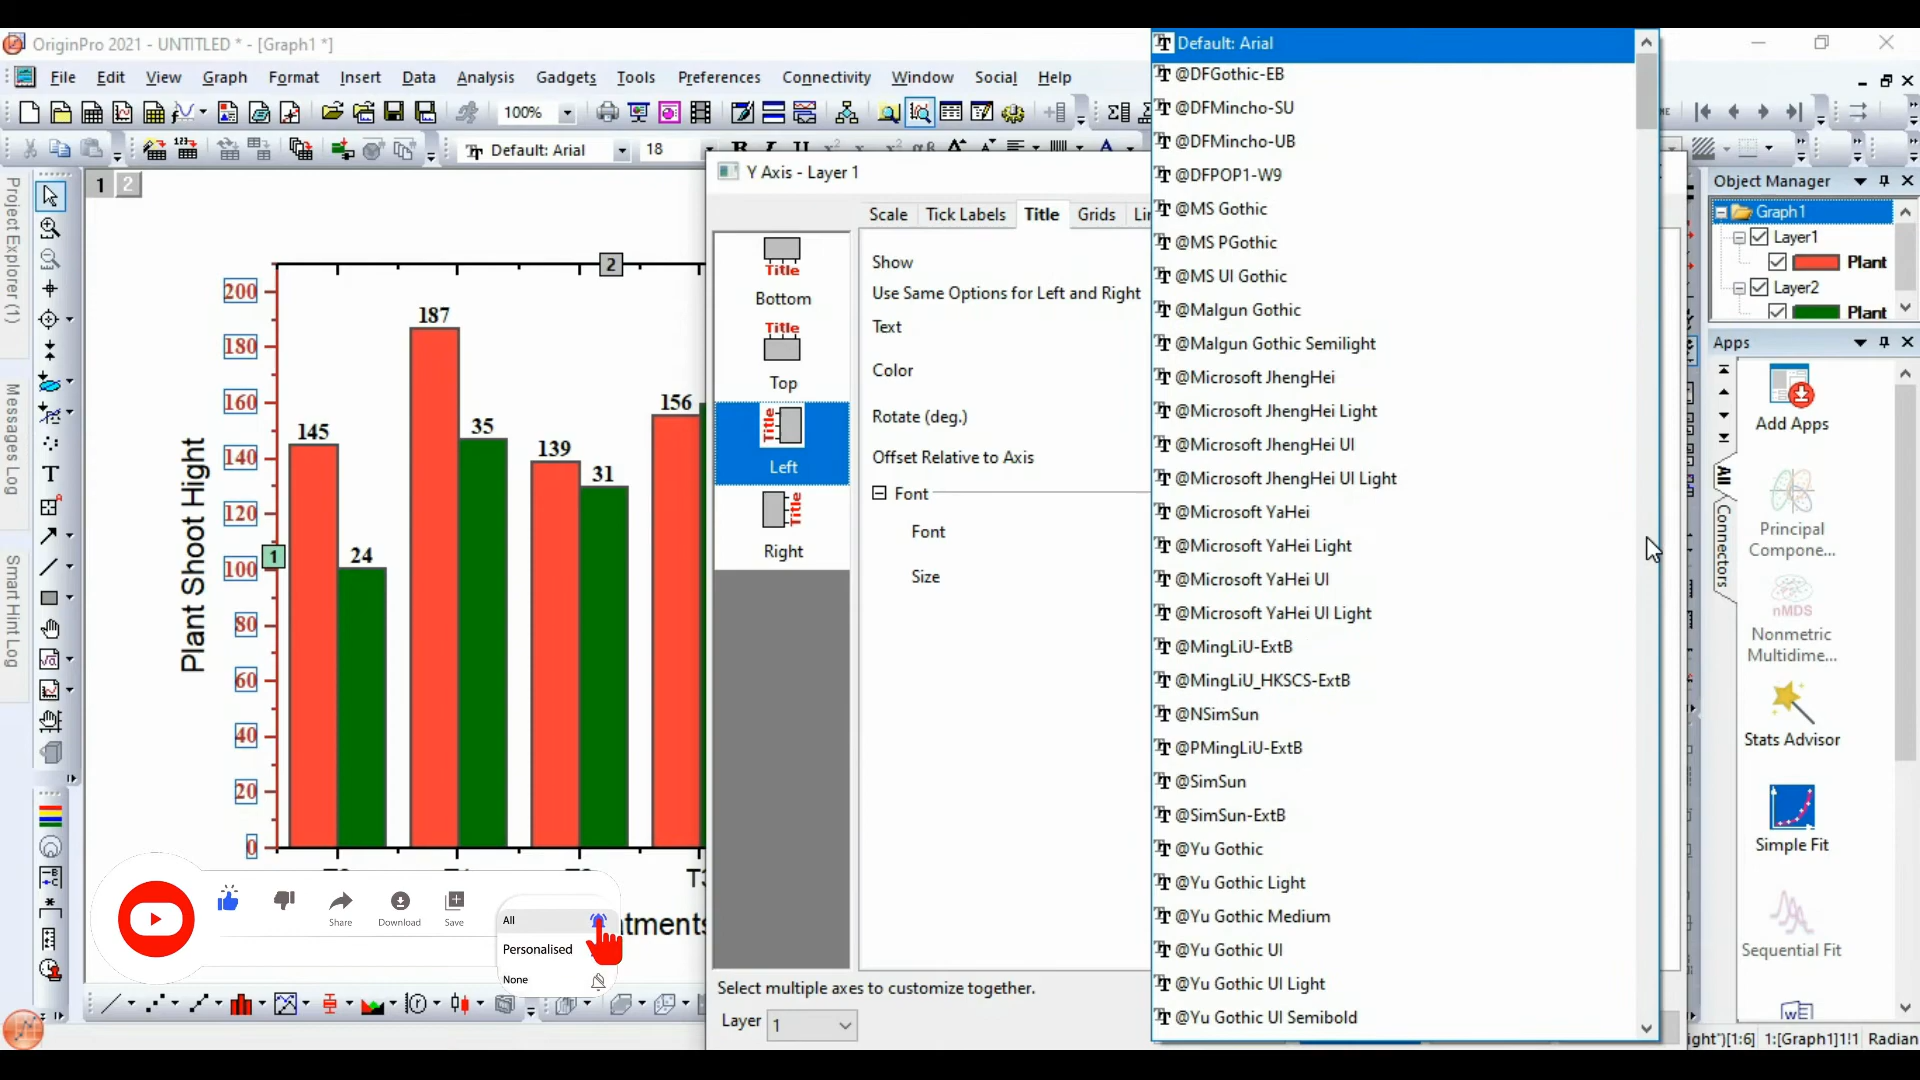 OriginPro 2021 - UNTITLED * - [Graph1 *]
File Edit View Graph Format Insert Data Analysis Gadgets Tools Preferences Connectivity Window Social Help
100%
Default: Arial 18
1 2
Project Explorer (1)
Messages Log
Smart Hint Log
2
1
200
180
160
140
120
100
80
60
40
20
0
Plant Shoot Hight
145
24
187
35
139
31
156
Share
Download
Save
All
Personalised
None
Y Axis - Layer 1
Bottom
Top
Left
Right
Title
Title
Title
Title
Scale Tick Labels Title Grids
Show
Use Same Options for Left and Right
Text
Color
Rotate (deg.)
Offset Relative to Axis
Font
Font
Size
Select multiple axes to customize together.
Layer 1
Default: Arial
@DFGothic-EB
@DFMincho-SU
@DFMincho-UB
@DFPOP1-W9
@MS Gothic
@MS PGothic
@MS UI Gothic
@Malgun Gothic
@Malgun Gothic Semilight
@Microsoft JhengHei
@Microsoft JhengHei Light
@Microsoft JhengHei UI
@Microsoft JhengHei UI Light
@Microsoft YaHei
@Microsoft YaHei Light
@Microsoft YaHei UI
@Microsoft YaHei UI Light
@MingLiU-ExtB
@MingLiU_HKSCS-ExtB
@NSimSun
@PMingLiU-ExtB
@SimSun
@SimSun-ExtB
@Yu Gothic
@Yu Gothic Light
@Yu Gothic Medium
@Yu Gothic UI
@Yu Gothic UI Light
@Yu Gothic UI Semibold
Object Manager
Graph1
Layer1
Plant
Layer2
Plant
Apps
All
Connectors
Add Apps
Principal
Compone...
nMDS
Nonmetric
Multidime...
Stats Advisor
Simple Fit
Sequential Fit
ight")[1:6] 1:[Graph1]1!1 Radian